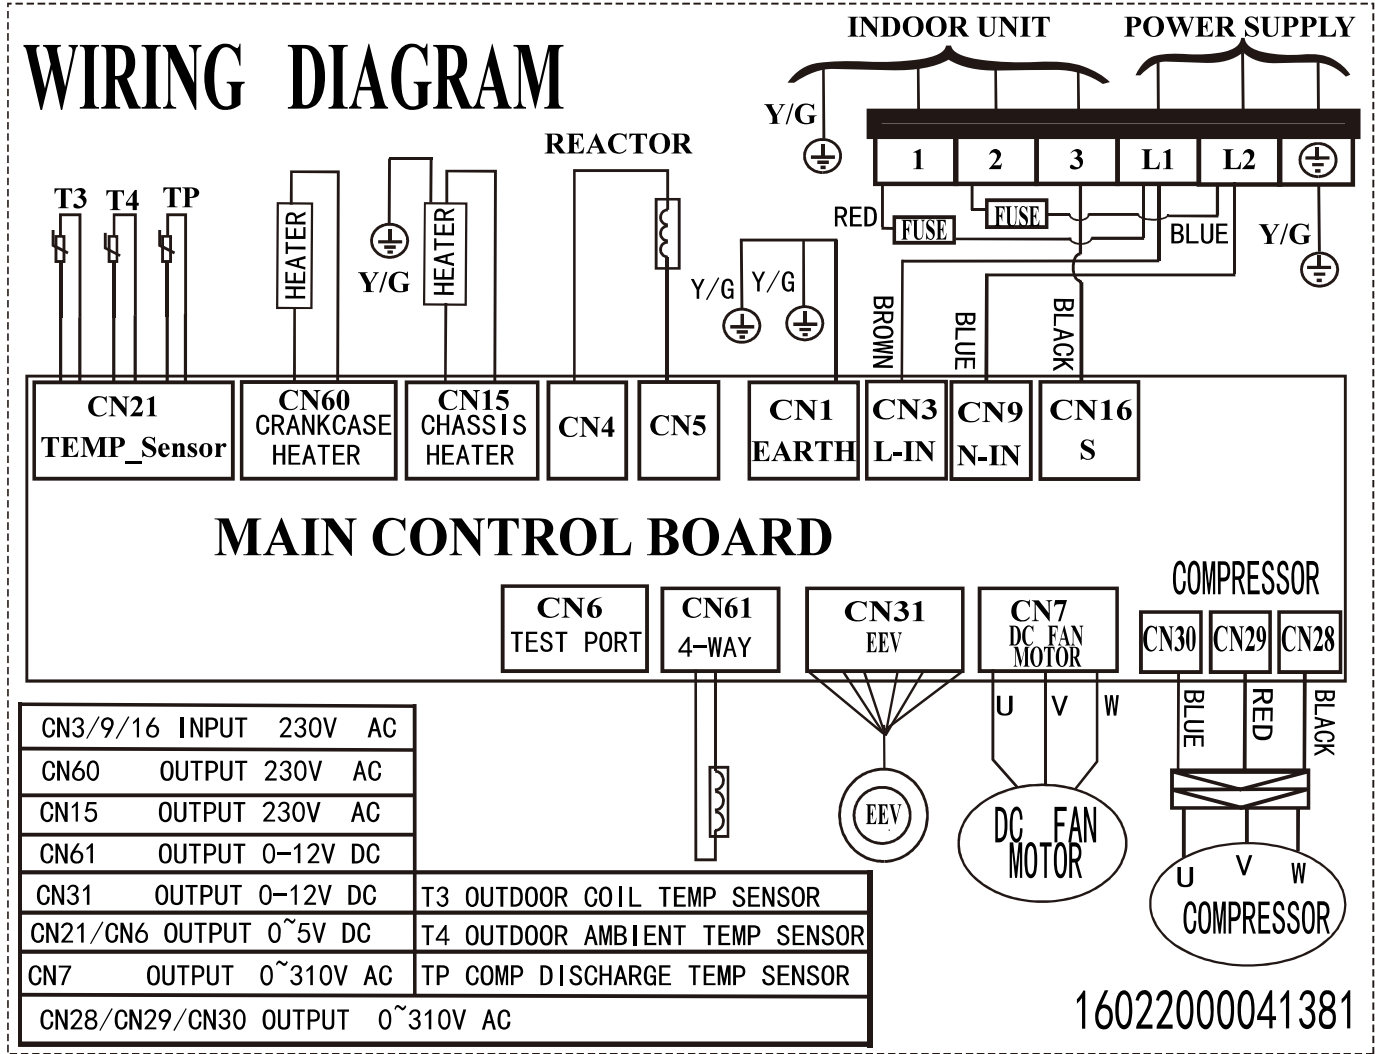 WIRING DIAGRAM
INDOOR UNIT
POWER SUPPLY
Y/G
1 2 3 L1 L2
REACTOR
T3 T4 TP
HEATER
Y/G
HEATER
RED
FUSE
FUSE
BLUE
Y/G
Y/G
Y/G
BROWN
BLUE
BLACK
CN21
TEMP_Sensor
CN60
CRANKCASE
HEATER
CN15
CHASSIS
HEATER
CN4
CN5
CN1
EARTH
CN3
L-IN
CN9
N-IN
CN16
S
MAIN CONTROL BOARD
COMPRESSOR
CN6
TEST PORT
CN61
4-WAY
CN31
EEV
CN7
DC FAN
MOTOR
CN30
CN29
CN28
U V W
BLUE
RED
BLACK
EEV
DC FAN
MOTOR
U V W
COMPRESSOR
CN3/9/16 INPUT 230V AC
CN60 OUTPUT 230V AC
CN15 OUTPUT 230V AC
CN61 OUTPUT 0-12V DC
CN31 OUTPUT 0-12V DC
T3 OUTDOOR COIL TEMP SENSOR
CN21/CN6 OUTPUT 0~5V DC
T4 OUTDOOR AMBIENT TEMP SENSOR
CN7 OUTPUT 0~310V AC
TP COMP DISCHARGE TEMP SENSOR
CN28/CN29/CN30 OUTPUT 0~310V AC
16022000041381